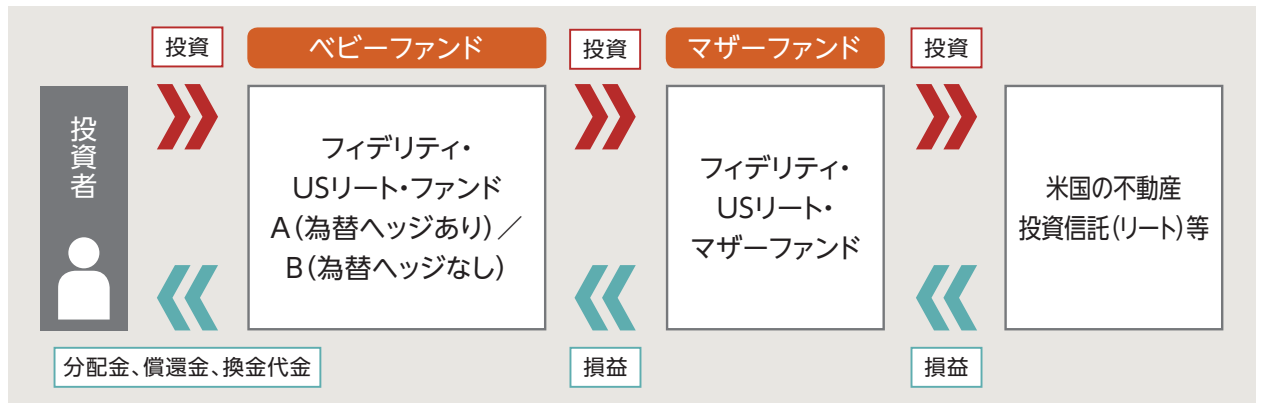 投資
ベビーファンド
投資
マザーファンド
投資
投資者
フィデリティ・
USリート・ファンド
A(為替ヘッジあり)／
B(為替ヘッジなし)
フィデリティ・
USリート・
マザーファンド
米国の不動産
投資信託(リート)等
分配金、償還金、換金代金
損益
損益